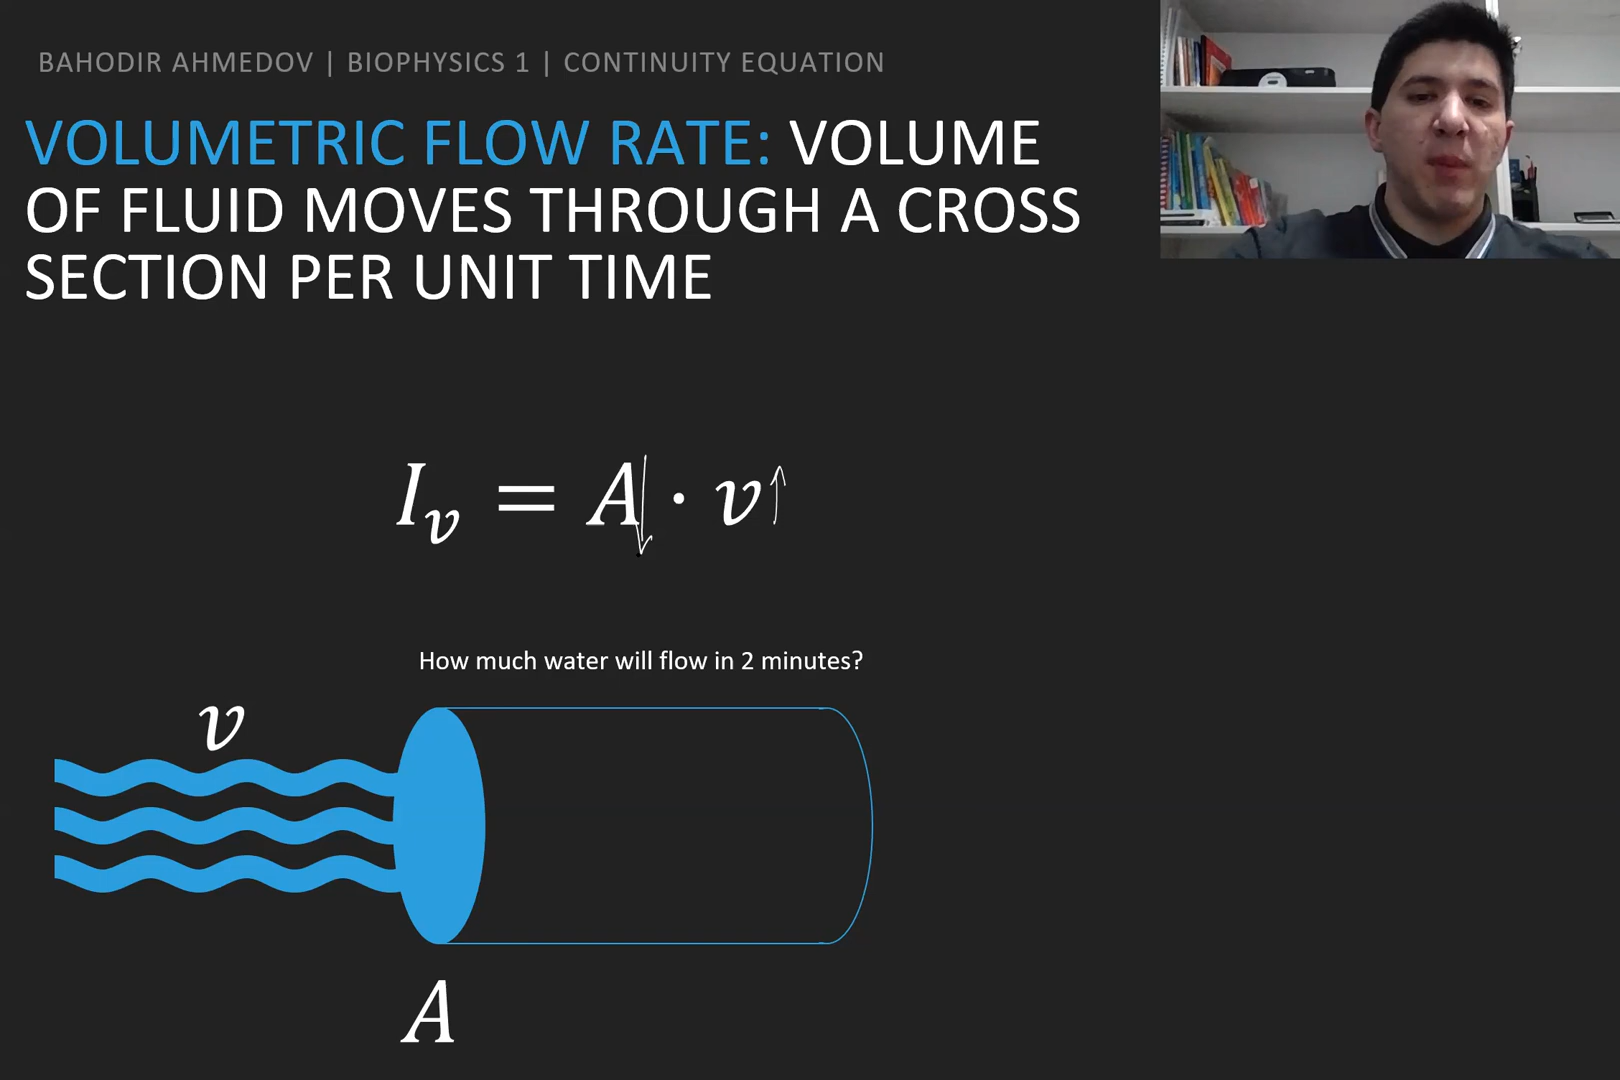 BAHODIR AHMEDOV | BIOPHYSICS 1 | CONTINUITY EQUATION
VOLUMETRIC FLOW RATE: VOLUME
OF FLUID MOVES THROUGH A CROSS
SECTION PER UNIT TIME
I_v = A↓ · v↑
How much water will flow in 2 minutes?
v
A